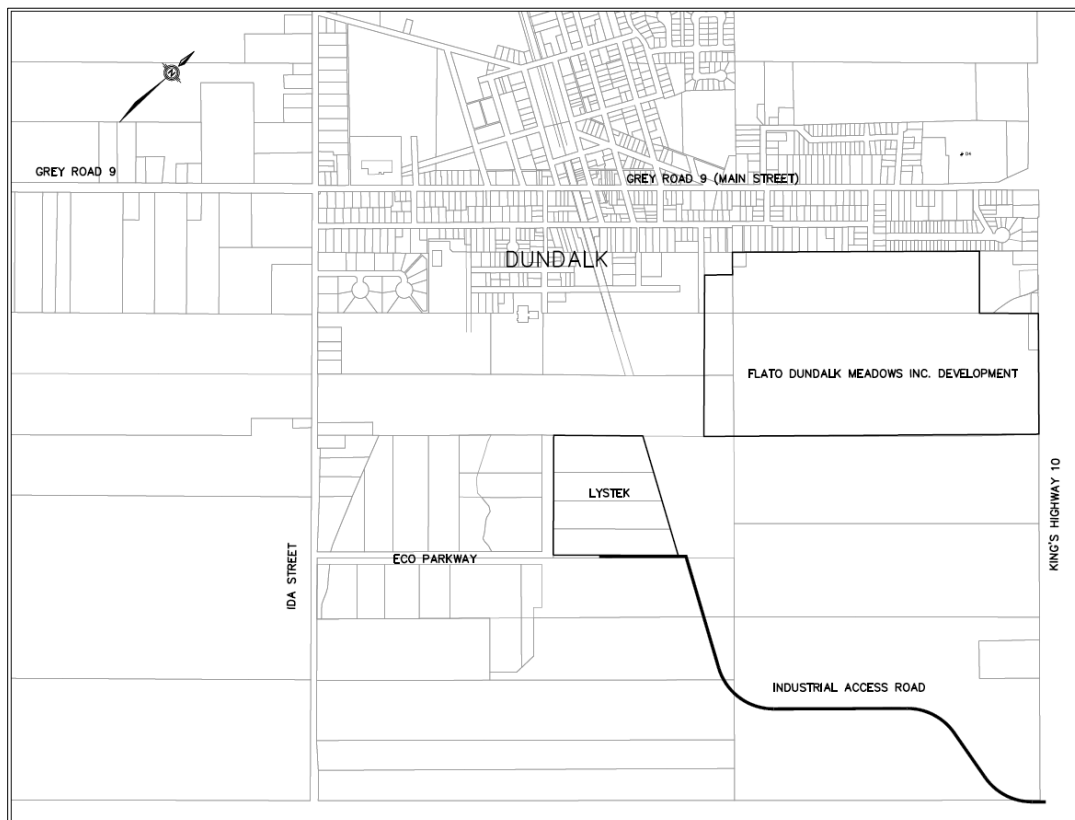 GREY ROAD 9
GREY ROAD 9 (MAIN STREET)
DUNDALK
FLATO DUNDALK MEADOWS INC. DEVELOPMENT
LYSTEK
KING'S HIGHWAY 10
ECO PARKWAY
IDA STREET
INDUSTRIAL ACCESS ROAD